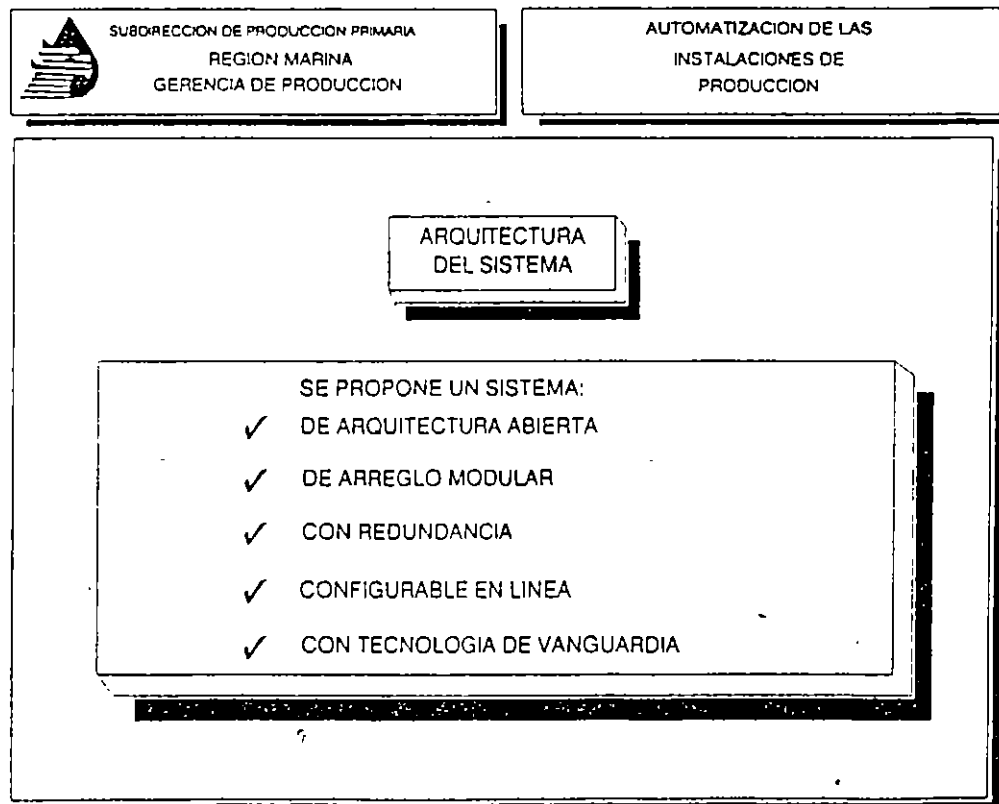 SUBDIRECCION DE PRODUCCION PRIMARIA
REGION MARINA
GERENCIA DE PRODUCCION
AUTOMATIZACION DE LAS
INSTALACIONES DE
PRODUCCION
ARQUITECTURA
DEL SISTEMA
SE PROPONE UN SISTEMA:
✓ DE ARQUITECTURA ABIERTA
✓ DE ARREGLO MODULAR
✓ CON REDUNDANCIA
✓ CONFIGURABLE EN LINEA
✓ CON TECNOLOGIA DE VANGUARDIA